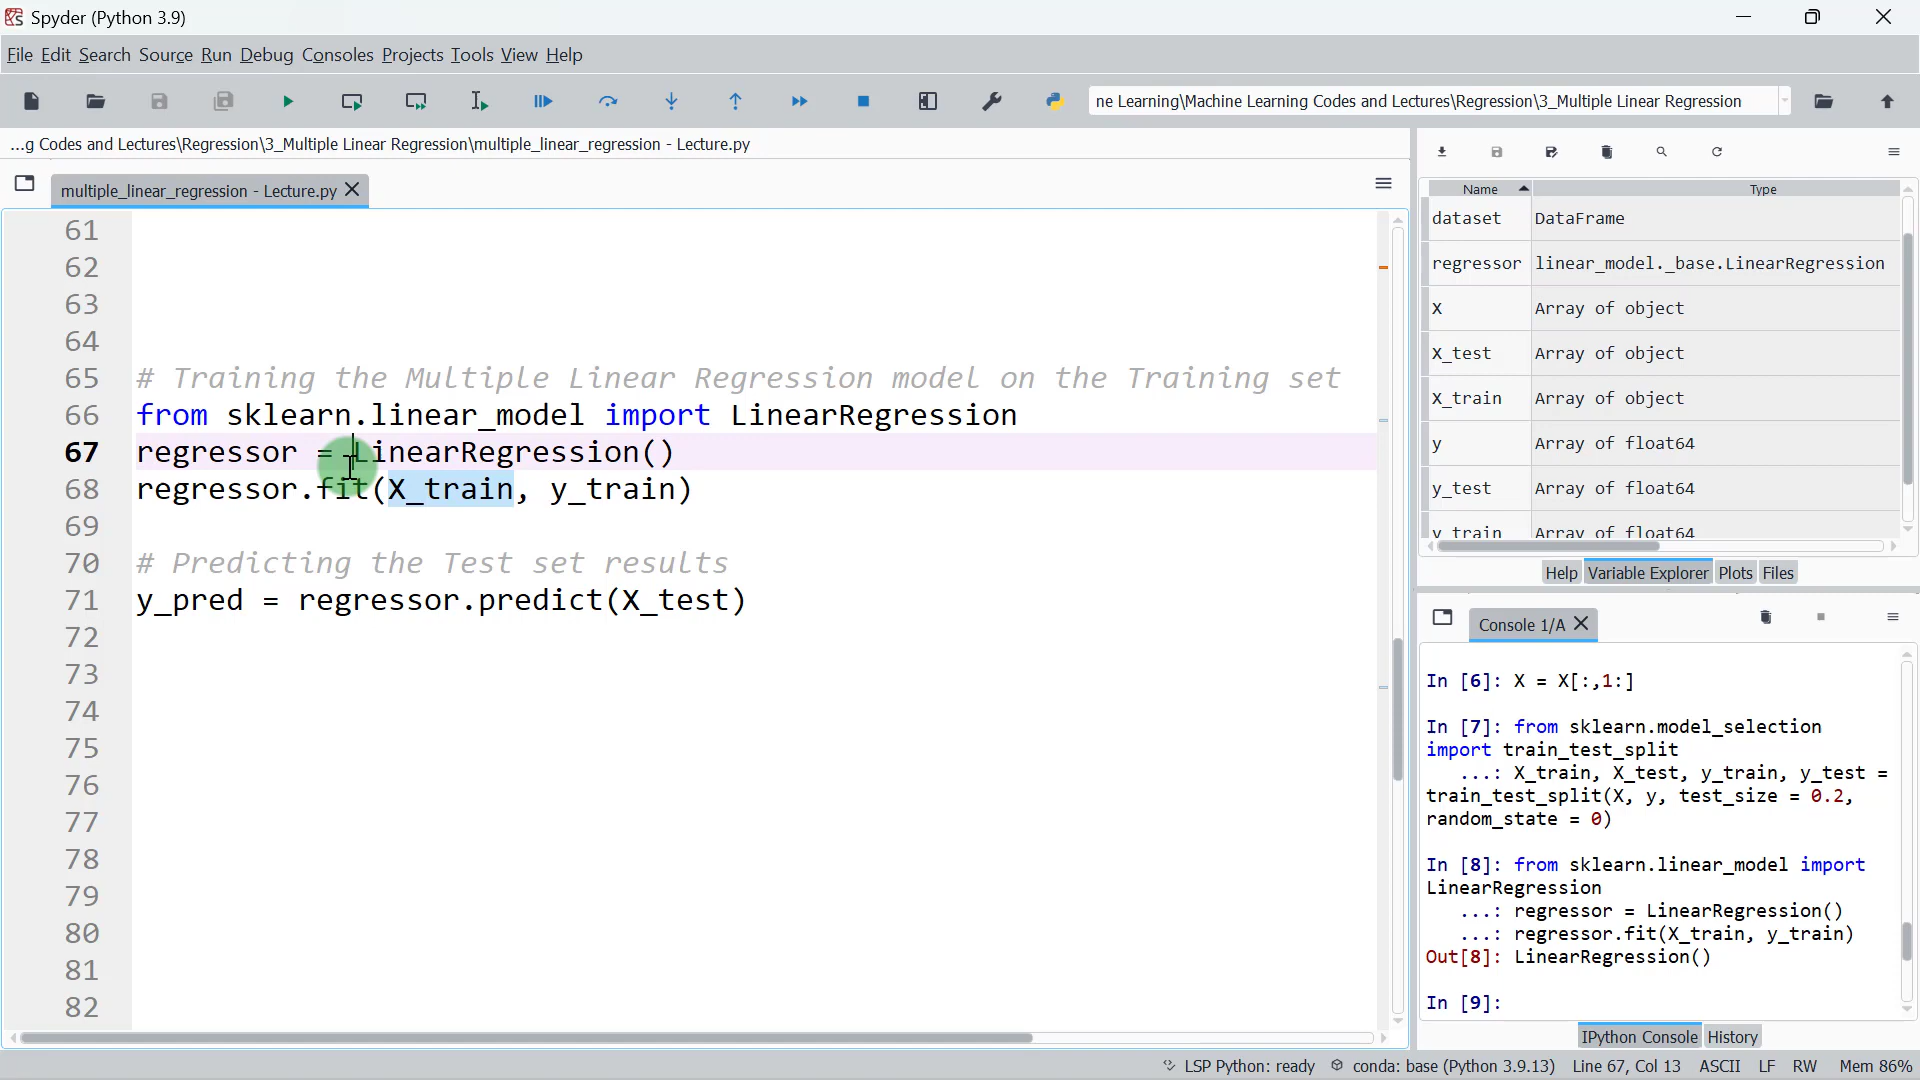 Spyder (Python 3.9)
File Edit Search Source Run Debug Consoles Projects Tools View Help
ne Learning\Machine Learning Codes and Lectures\Regression\3_Multiple Linear Regression
...g Codes and Lectures\Regression\3_Multiple Linear Regression\multiple_linear_regression - Lecture.py
multiple_linear_regression - Lecture.py
61
62
63
64
65 # Training the Multiple Linear Regression model on the Training set
66 from sklearn.linear_model import LinearRegression
67 regressor = LinearRegression()
68 regressor.fit(X_train, y_train)
69
70 # Predicting the Test set results
71 y_pred = regressor.predict(X_test)
72
73
74
75
76
77
78
79
80
81
82
Name Type
dataset DataFrame
regressor linear_model._base.LinearRegression
X Array of object
X_test Array of object
X_train Array of object
y Array of float64
y_test Array of float64
y_train Array of float64
Help Variable Explorer Plots Files
Console 1/A
In [6]: X = X[:,1:]
In [7]: from sklearn.model_selection
import train_test_split
...: X_train, X_test, y_train, y_test =
train_test_split(X, y, test_size = 0.2,
random_state = 0)
In [8]: from sklearn.linear_model import
LinearRegression
...: regressor = LinearRegression()
...: regressor.fit(X_train, y_train)
Out[8]: LinearRegression()
In [9]:
IPython Console History
LSP Python: ready conda: base (Python 3.9.13) Line 67, Col 13 ASCII LF RW Mem 86%